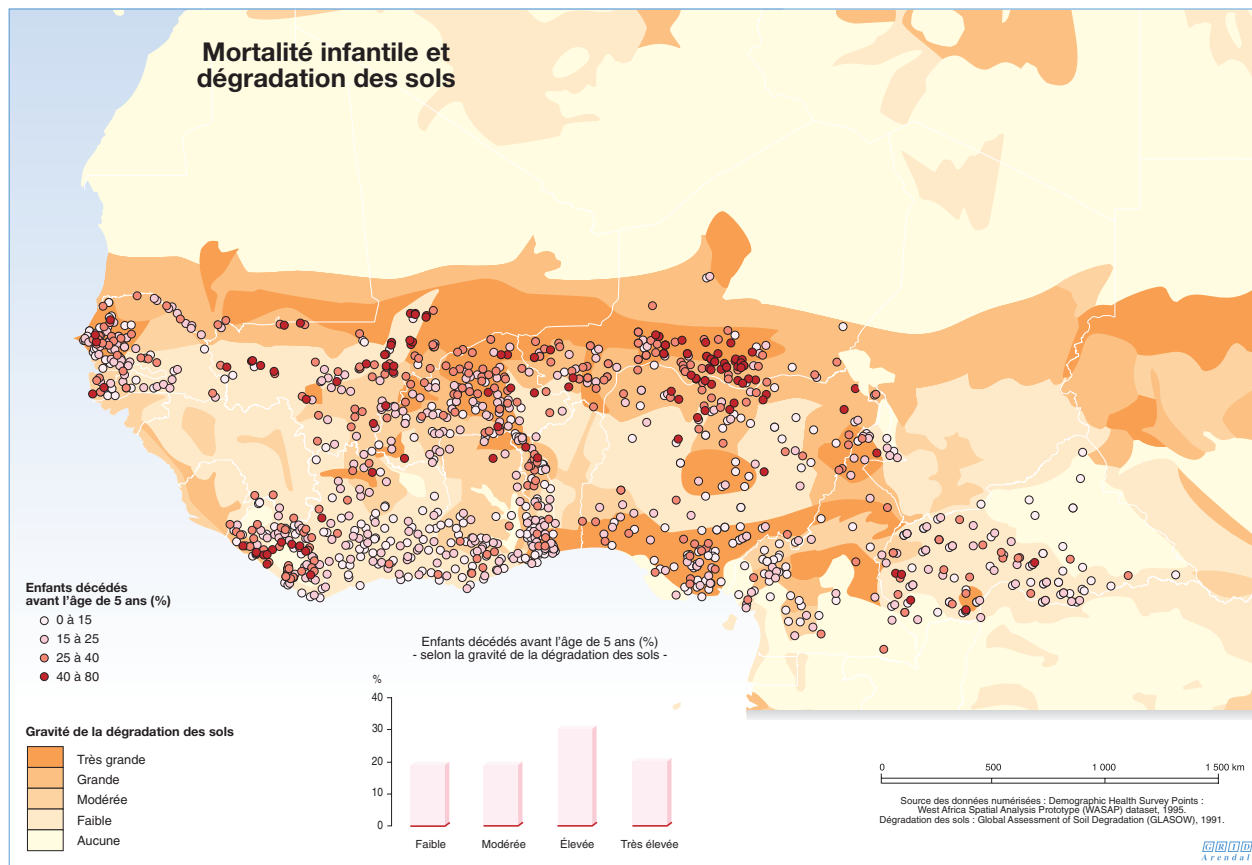 Mortalité infantile et
dégradation des sols
Enfants décédés
avant l'âge de 5 ans (%)
0 à 15
15 à 25
25 à 40
40 à 80
Gravité de la dégradation des sols
Très grande
Grande
Modérée
Faible
Aucune
Enfants décédés avant l'âge de 5 ans (%)
- selon la gravité de la dégradation des sols -
%
40
30
20
10
0
Faible
Modérée
Élevée
Très élevée
0
500
1 000
1 500 km
Source des données numérisées : Demographic Health Survey Points :
West Africa Spatial Analysis Prototype (WASAP) dataset, 1995.
Dégradation des sols : Global Assessment of Soil Degradation (GLASOW), 1991.
GRID
Arendal